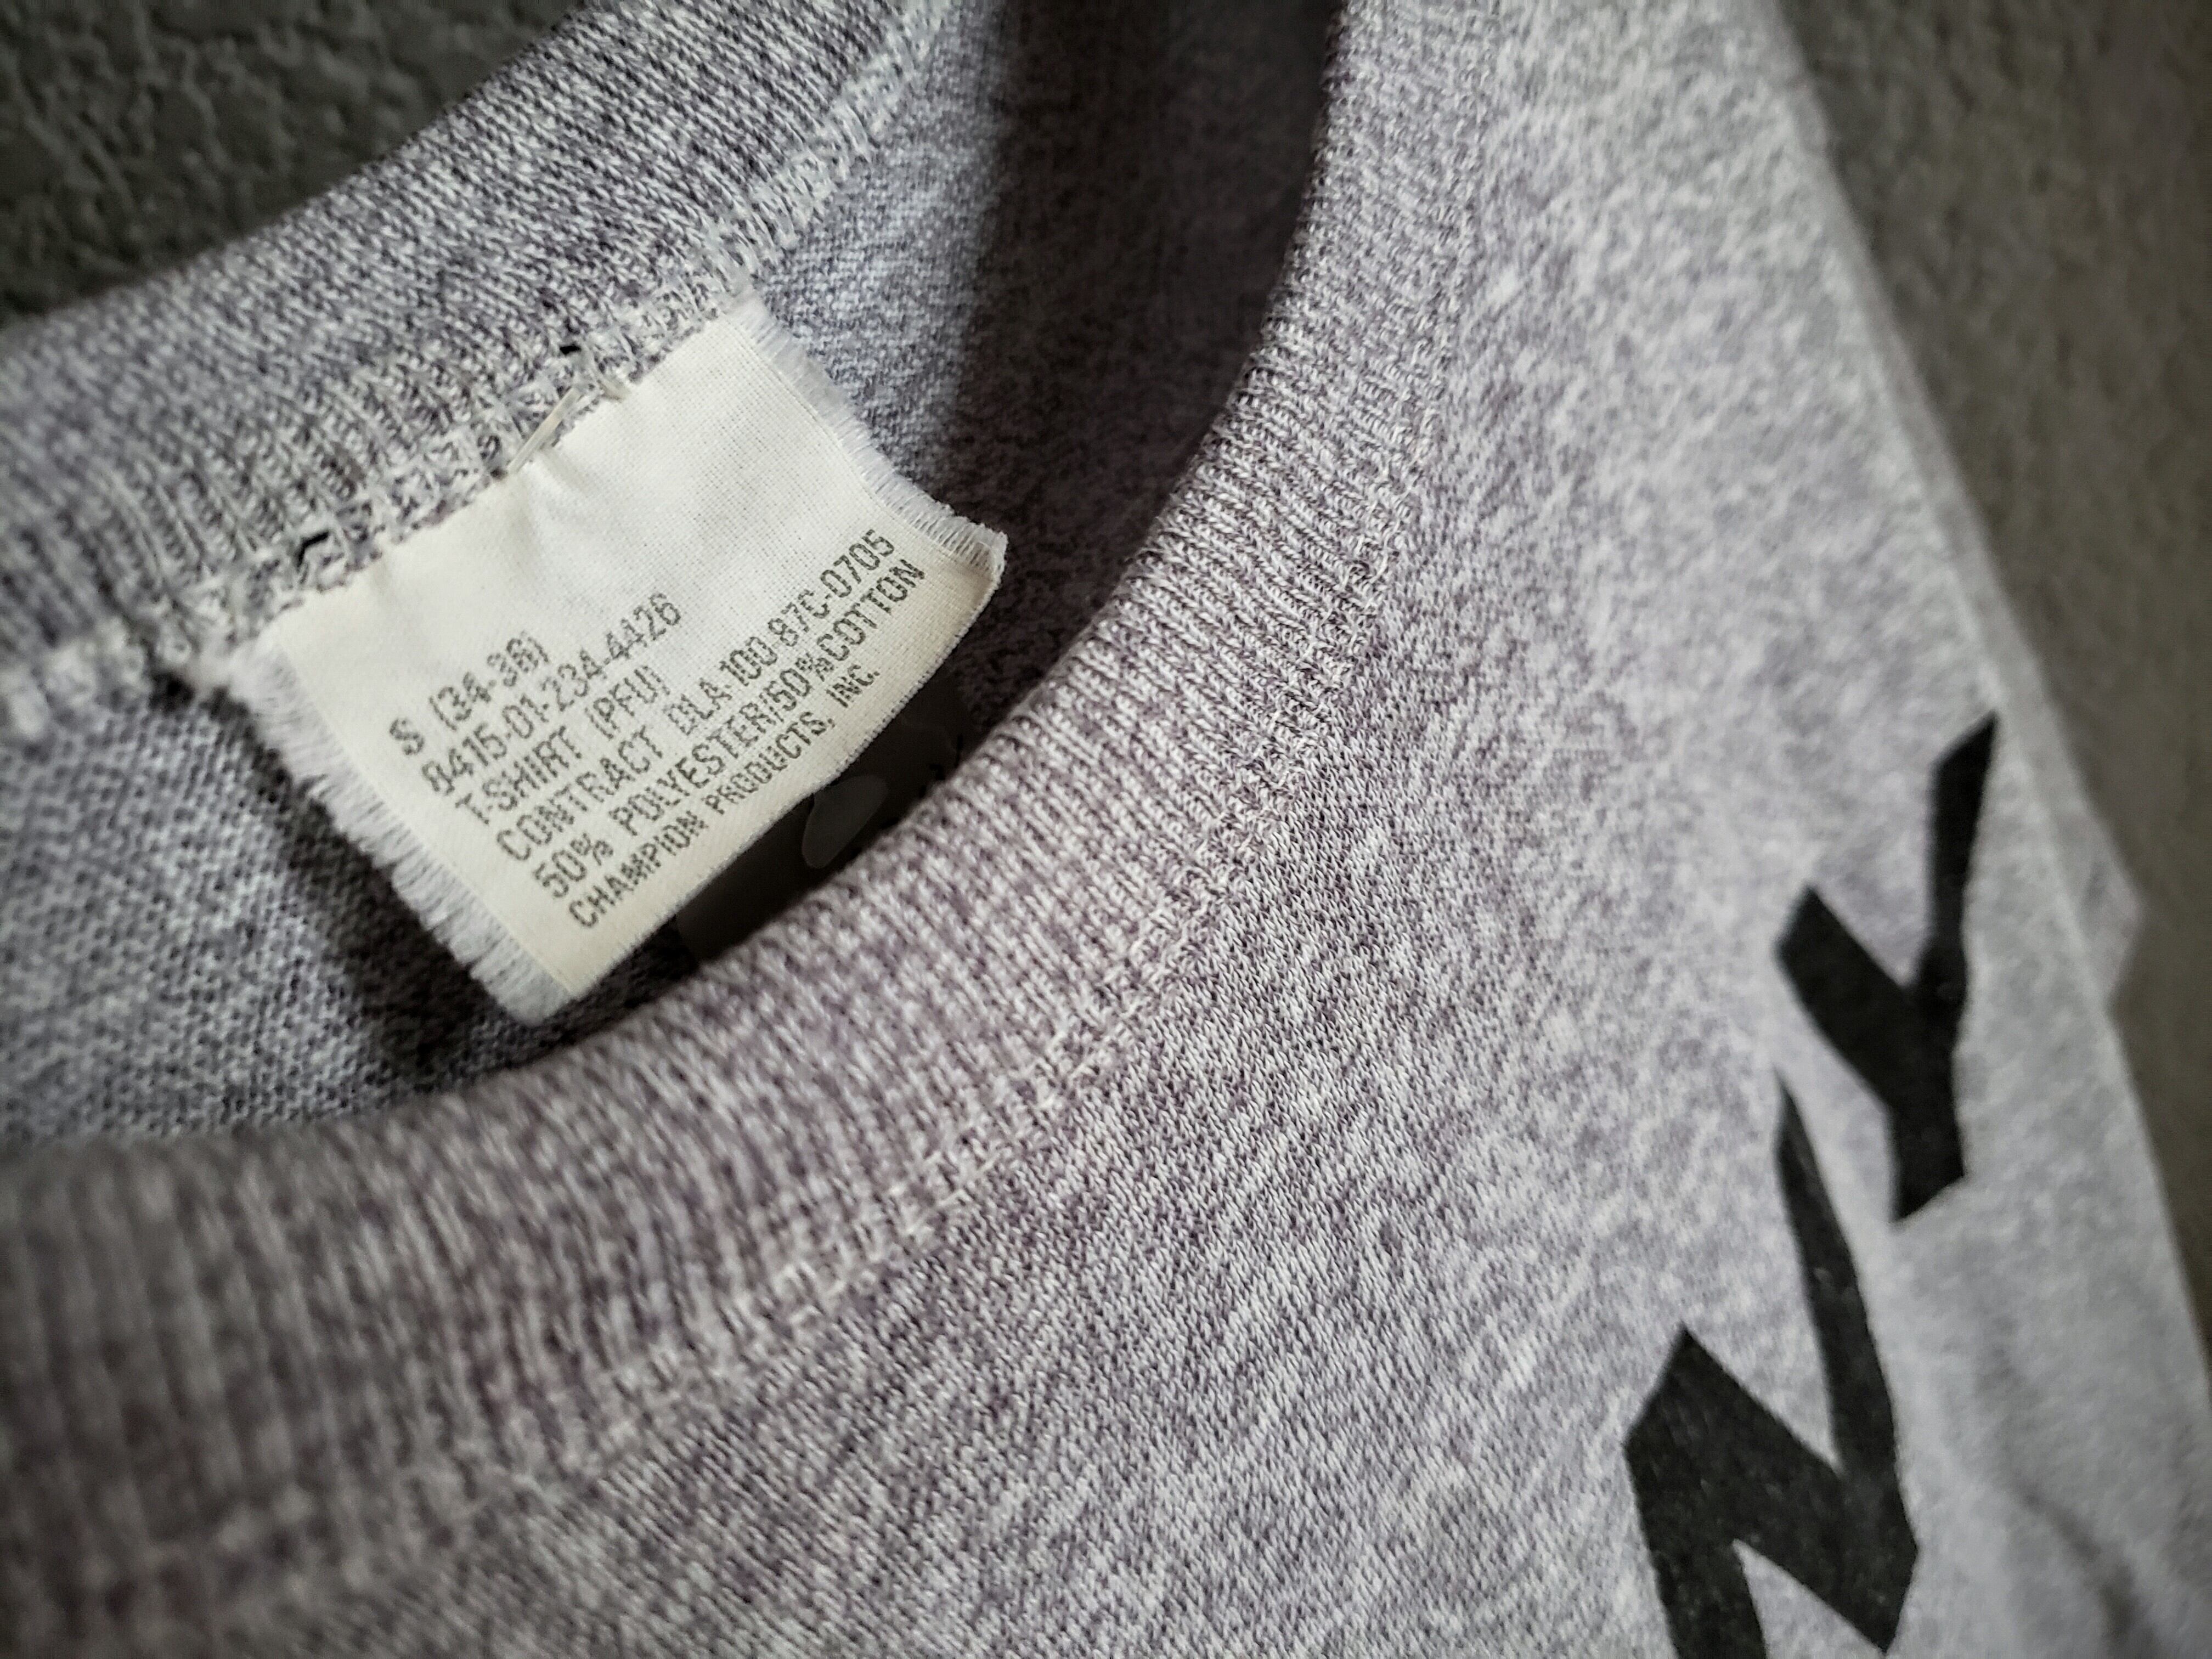 S (34-36)
8415-01-234-4426
T-SHIRT (PFU)
CONTRACT DLA 100-87C-0705
50% POLYESTER/50% COTTON
CHAMPION PRODUCTS, INC.
NY